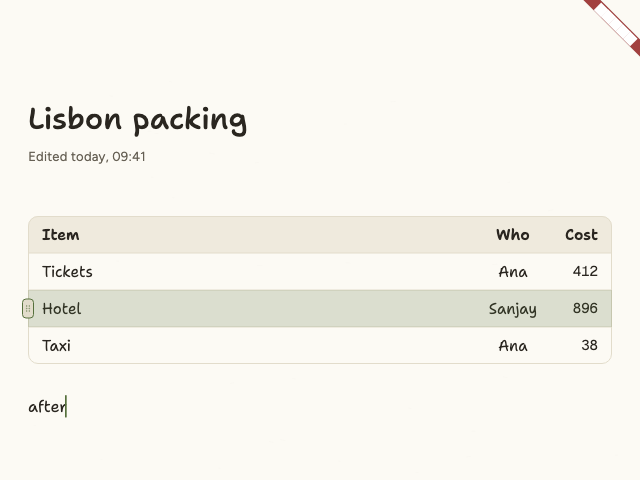 Lisbon packing
Edited today, 09:41
Item Who Cost
Tickets Ana 412
Hotel Sanjay 896
Taxi Ana 38
after